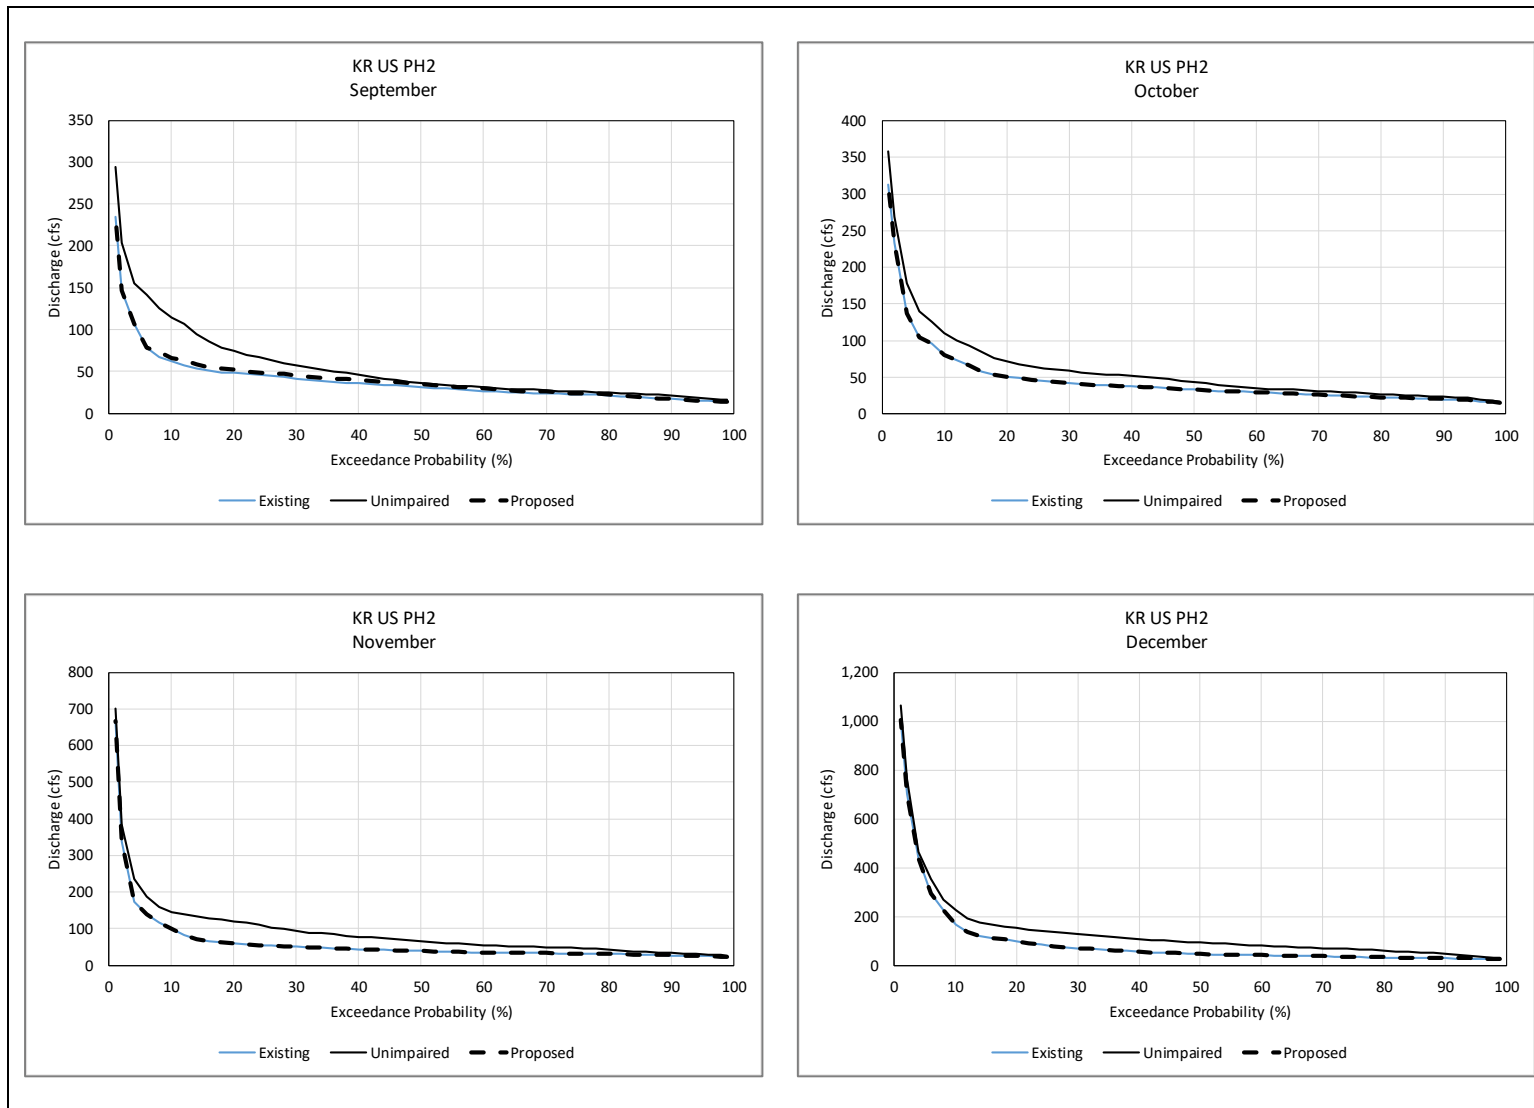 KR US PH2
September
350
300
250
200
150
100
50
0
Discharge (cfs)
0 10 20 30 40 50 60 70 80 90 100
Exceedance Probability (%)
Existing Unimpaired Proposed
KR US PH2
October
400
350
300
250
200
150
100
50
0
Discharge (cfs)
0 10 20 30 40 50 60 70 80 90 100
Exceedance Probability (%)
Existing Unimpaired Proposed
KR US PH2
November
800
700
600
500
400
300
200
100
0
Discharge (cfs)
0 10 20 30 40 50 60 70 80 90 100
Exceedance Probability (%)
Existing Unimpaired Proposed
KR US PH2
December
1,200
1,000
800
600
400
200
0
Discharge (cfs)
0 10 20 30 40 50 60 70 80 90 100
Exceedance Probability (%)
Existing Unimpaired Proposed